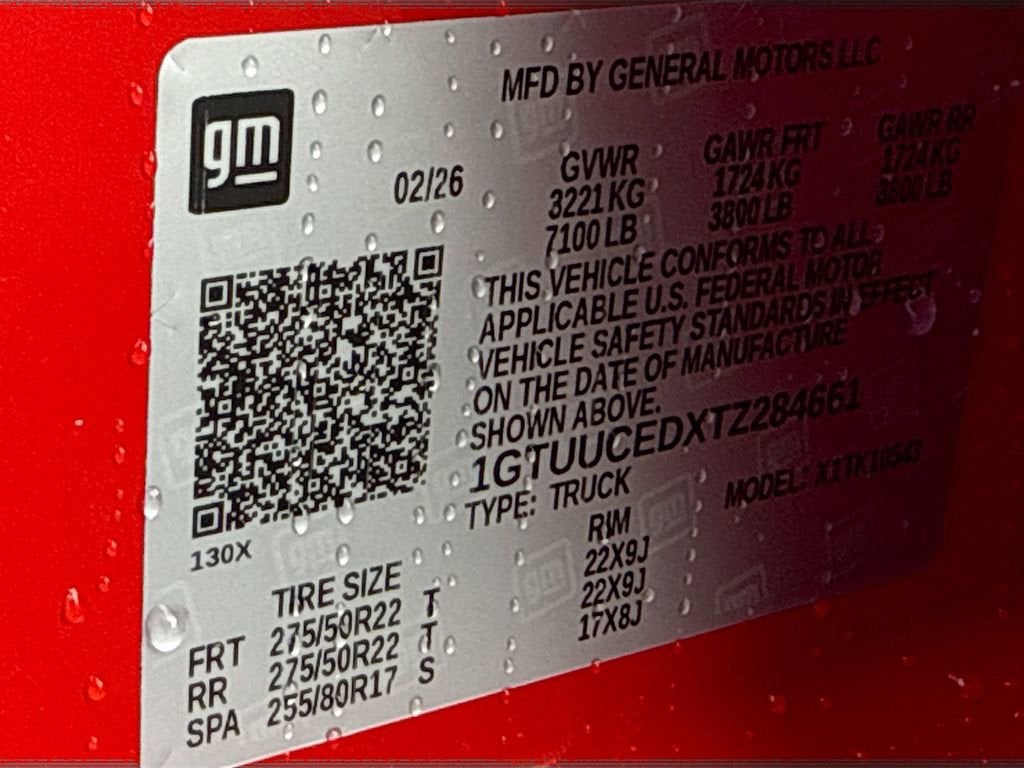 gm
MFD BY GENERAL MOTORS LLC
02/26
GVWR GAWR FRT GAWR RR
3221 KG 1724 KG 1724 KG
7100 LB 3800 LB 3800 LB
THIS VEHICLE CONFORMS TO ALL
APPLICABLE U.S. FEDERAL MOTOR
VEHICLE SAFETY STANDARDS IN EFFECT
ON THE DATE OF MANUFACTURE
SHOWN ABOVE.
1GTUUCEDXTZ284661
TYPE: TRUCK MODEL: X1TK10543
130X
TIRE SIZE RIM
FRT 275/50R22 T 22X9J
RR 275/50R22 T 22X9J
SPA 255/80R17 S 17X8J